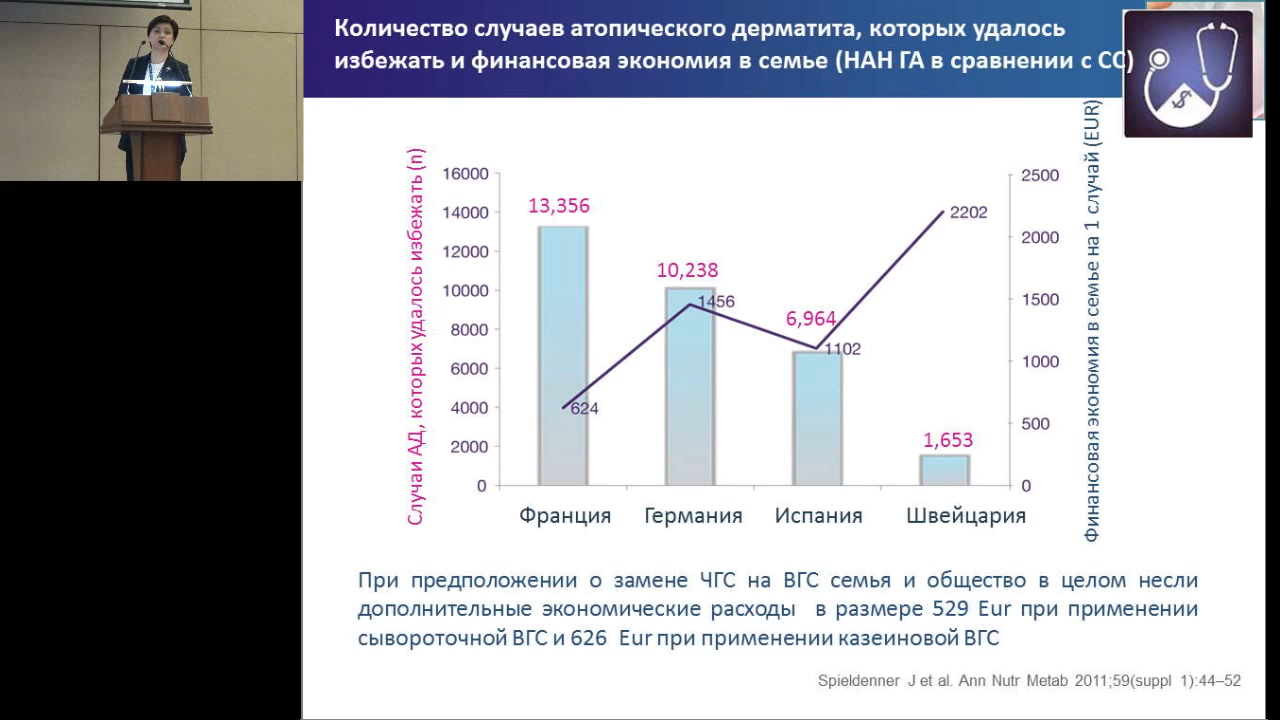 Количество случаев атопического дерматита, которых удалось
избежать и финансовая экономия в семье (НАН ГА в сравнении с СС)
Случаи АД, которых удалось избежать (n)
Финансовая экономия в семье на 1 случай (EUR)
16000
14000
12000
10000
8000
6000
4000
2000
0
2500
2000
1500
1000
500
0
13,356
10,238
6,964
1,653
624
1456
1102
2202
Франция Германия Испания Швейцария
При предположении о замене ЧГС на ВГС семья и общество в целом несли
дополнительные экономические расходы в размере 529 Eur при применении
сывороточной ВГС и 626 Eur при применении казеиновой ВГС
Spieldenner J et al. Ann Nutr Metab 2011;59(suppl 1):44–52